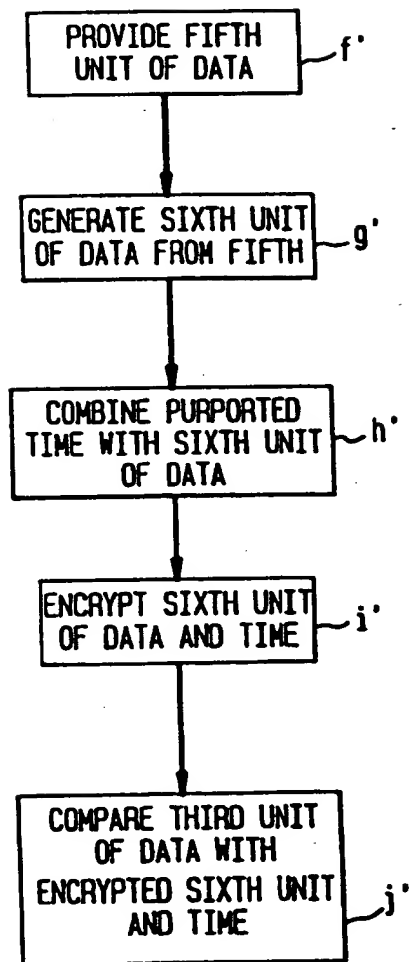 PROVIDE FIFTH
UNIT OF DATA
f'
GENERATE SIXTH UNIT
OF DATA FROM FIFTH
g'
COMBINE PURPORTED
TIME WITH SIXTH UNIT
OF DATA
h'
ENCRYPT SIXTH UNIT
OF DATA AND TIME
i'
COMPARE THIRD UNIT
OF DATA WITH
ENCRYPTED SIXTH UNIT
AND TIME
j'